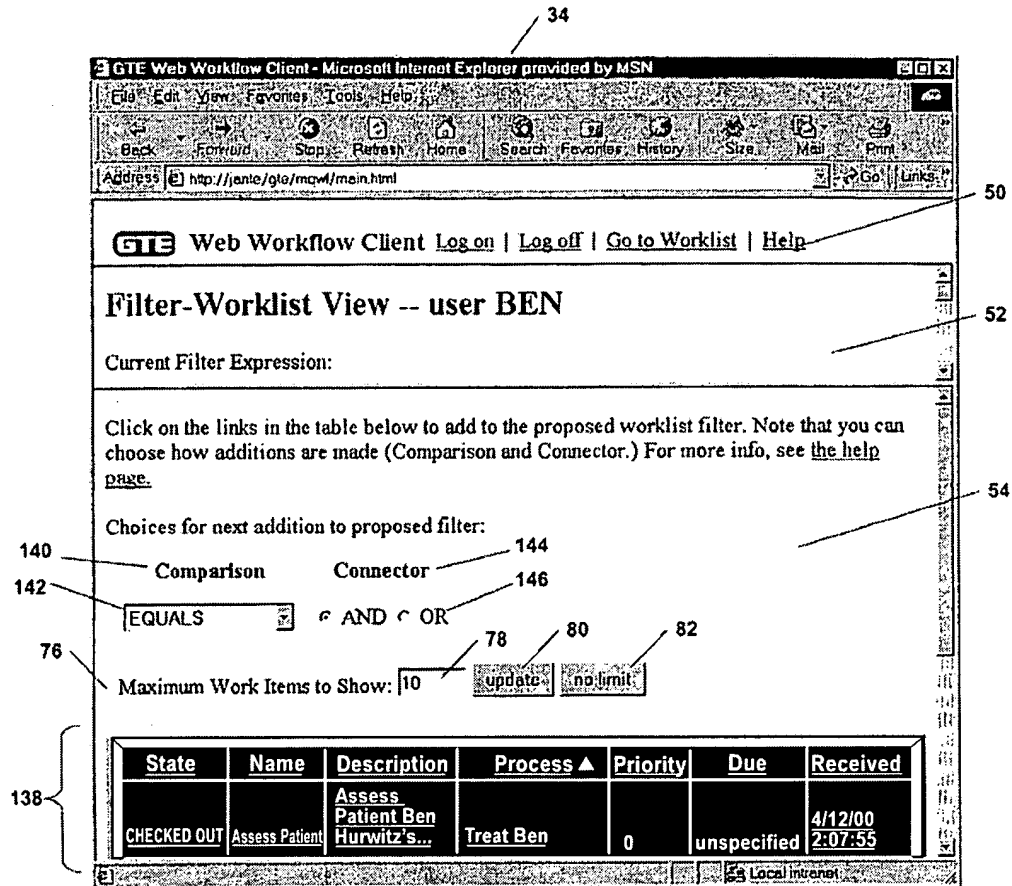 34
GTE Web Workflow Client - Microsoft Internet Explorer provided by MSN
File Edit View Favorites Tools Help
Back Forward Stop Refresh Home Search Favorites History Size Mail Print
Address http://jante/gte/mqwf/main.html Go Links
50
GTE Web Workflow Client Log on | Log off | Go to Worklist | Help
Filter-Worklist View -- user BEN
52
Current Filter Expression:
Click on the links in the table below to add to the proposed worklist filter. Note that you can
choose how additions are made (Comparison and Connector.) For more info, see the help
page.
54
Choices for next addition to proposed filter:
140 Comparison Connector 144
142 EQUALS AND OR 146
76 Maximum Work Items to Show: 10 78 update 80 no limit 82
138
State Name Description Process ▲ Priority Due Received
CHECKED OUT Assess Patient Assess Patient Ben Hurwitz's... Treat Ben 0 unspecified 4/12/00 2:07:55
Local intranet